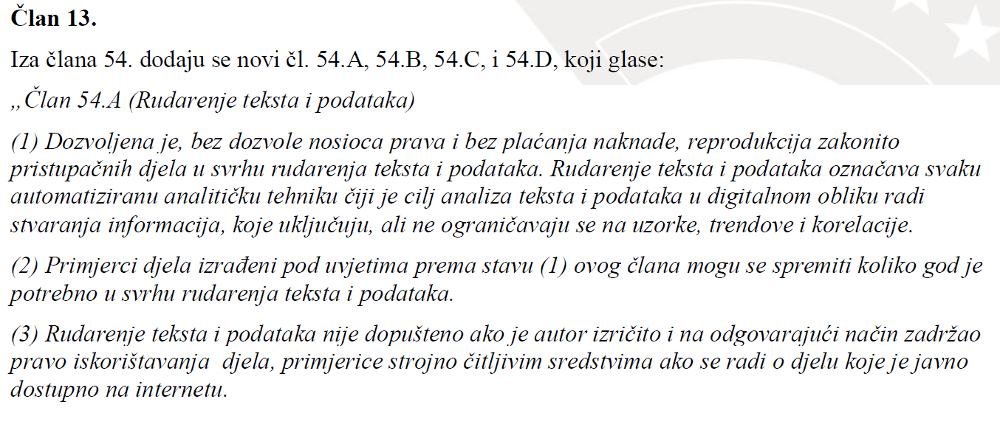 Član 13.
Iza člana 54. dodaju se novi čl. 54.A, 54.B, 54.C, i 54.D, koji glase:
„Član 54.A (Rudarenje teksta i podataka)
(1) Dozvoljena je, bez dozvole nosioca prava i bez plaćanja naknade, reprodukcija zakonito
pristupačnih djela u svrhu rudarenja teksta i podataka. Rudarenje teksta i podataka označava svaku
automatiziranu analitičku tehniku čiji je cilj analiza teksta i podataka u digitalnom obliku radi
stvaranja informacija, koje uključuju, ali ne ograničavaju se na uzorke, trendove i korelacije.
(2) Primjerci djela izrađeni pod uvjetima prema stavu (1) ovog člana mogu se spremiti koliko god je
potrebno u svrhu rudarenja teksta i podataka.
(3) Rudarenje teksta i podataka nije dopušteno ako je autor izričito i na odgovarajući način zadržao
pravo iskorištavanja  djela, primjerice strojno čitljivim sredstvima ako se radi o djelu koje je javno
dostupno na internetu.